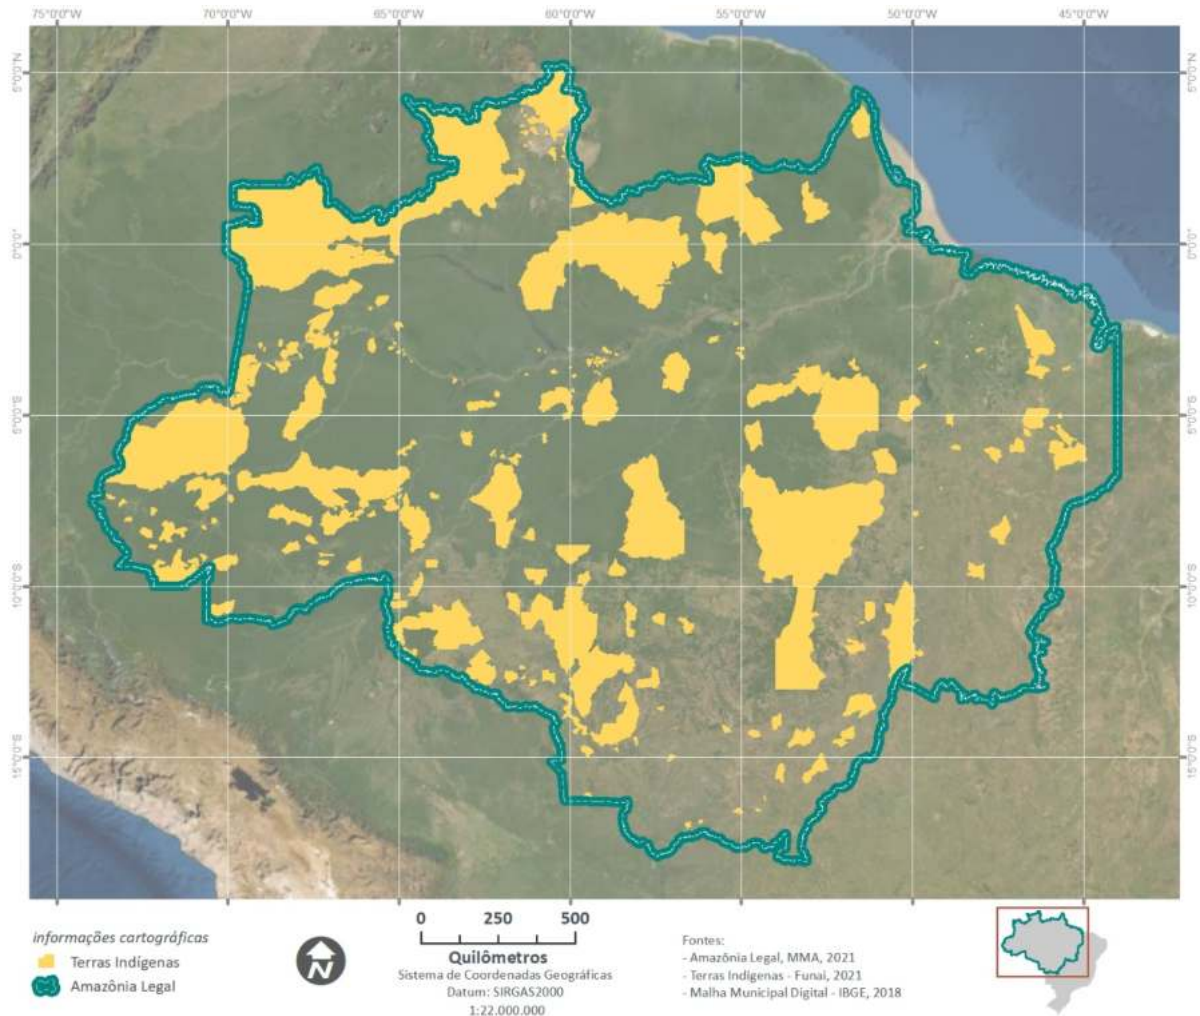 75°0'0"W 70°0'0"W 65°0'0"W 60°0'0"W 55°0'0"W 50°0'0"W 45°0'0"W
5°0'0"N 5°0'0"N
0°0'0" 0°0'0"
5°0'0"S 5°0'0"S
10°0'0"S 10°0'0"S
15°0'0"S 15°0'0"S
informações cartográficas
Terras Indígenas
Amazônia Legal
N
0 250 500
Quilômetros
Sistema de Coordenadas Geográficas
Datum: SIRGAS2000
1:22.000.000
Fontes:
- Amazônia Legal, MMA, 2021
- Terras Indígenas - Funai, 2021
- Malha Municipal Digital - IBGE, 2018